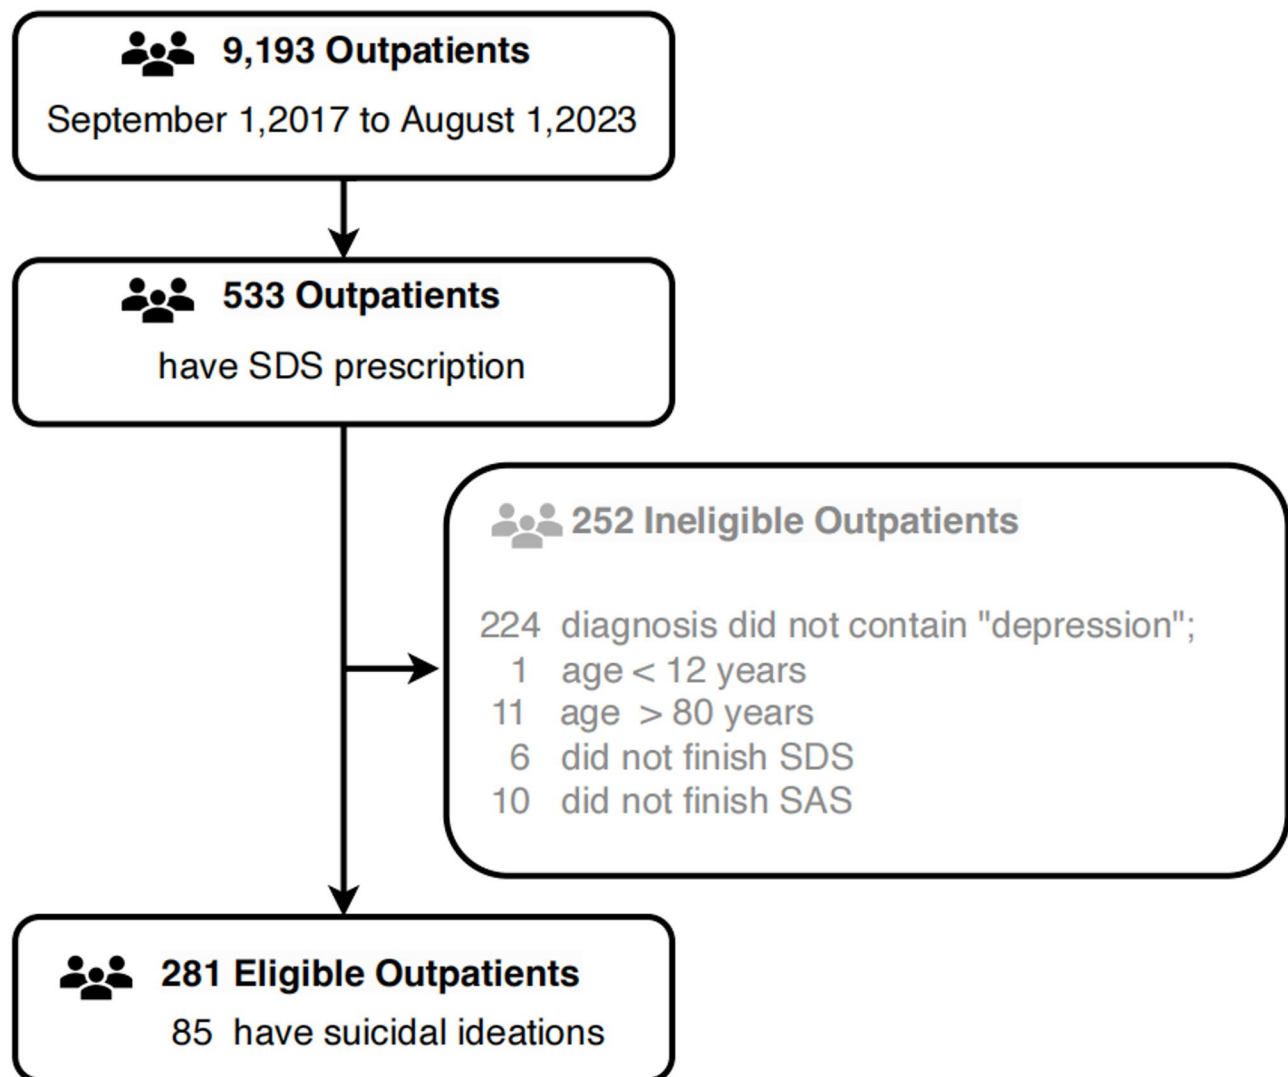 9,193 Outpatients
September 1,2017 to August 1,2023
533 Outpatients
have SDS prescription
252 Ineligible Outpatients
224 diagnosis did not contain "depression";
1 age < 12 years
11 age > 80 years
6 did not finish SDS
10 did not finish SAS
281 Eligible Outpatients
85 have suicidal ideations